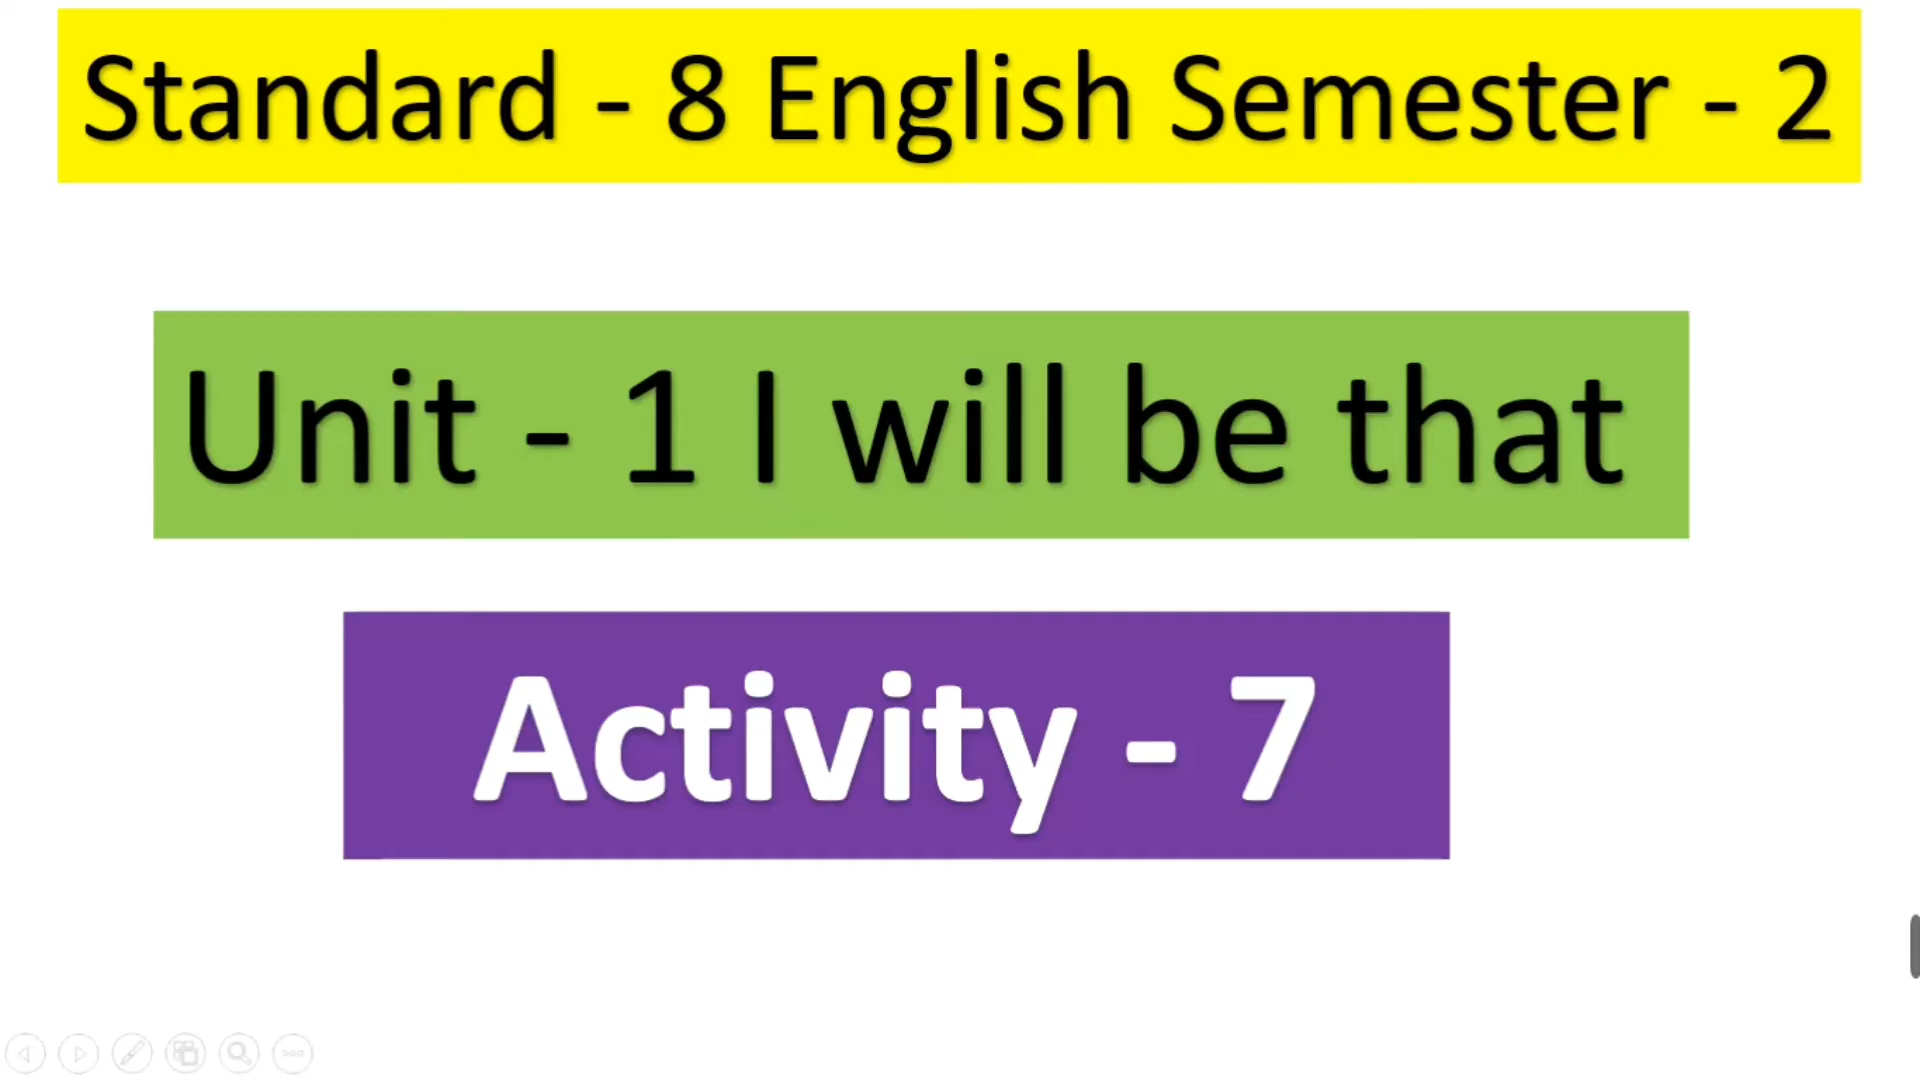 Standard - 8 English Semester - 2
Unit - 1 I will be that
Activity - 7